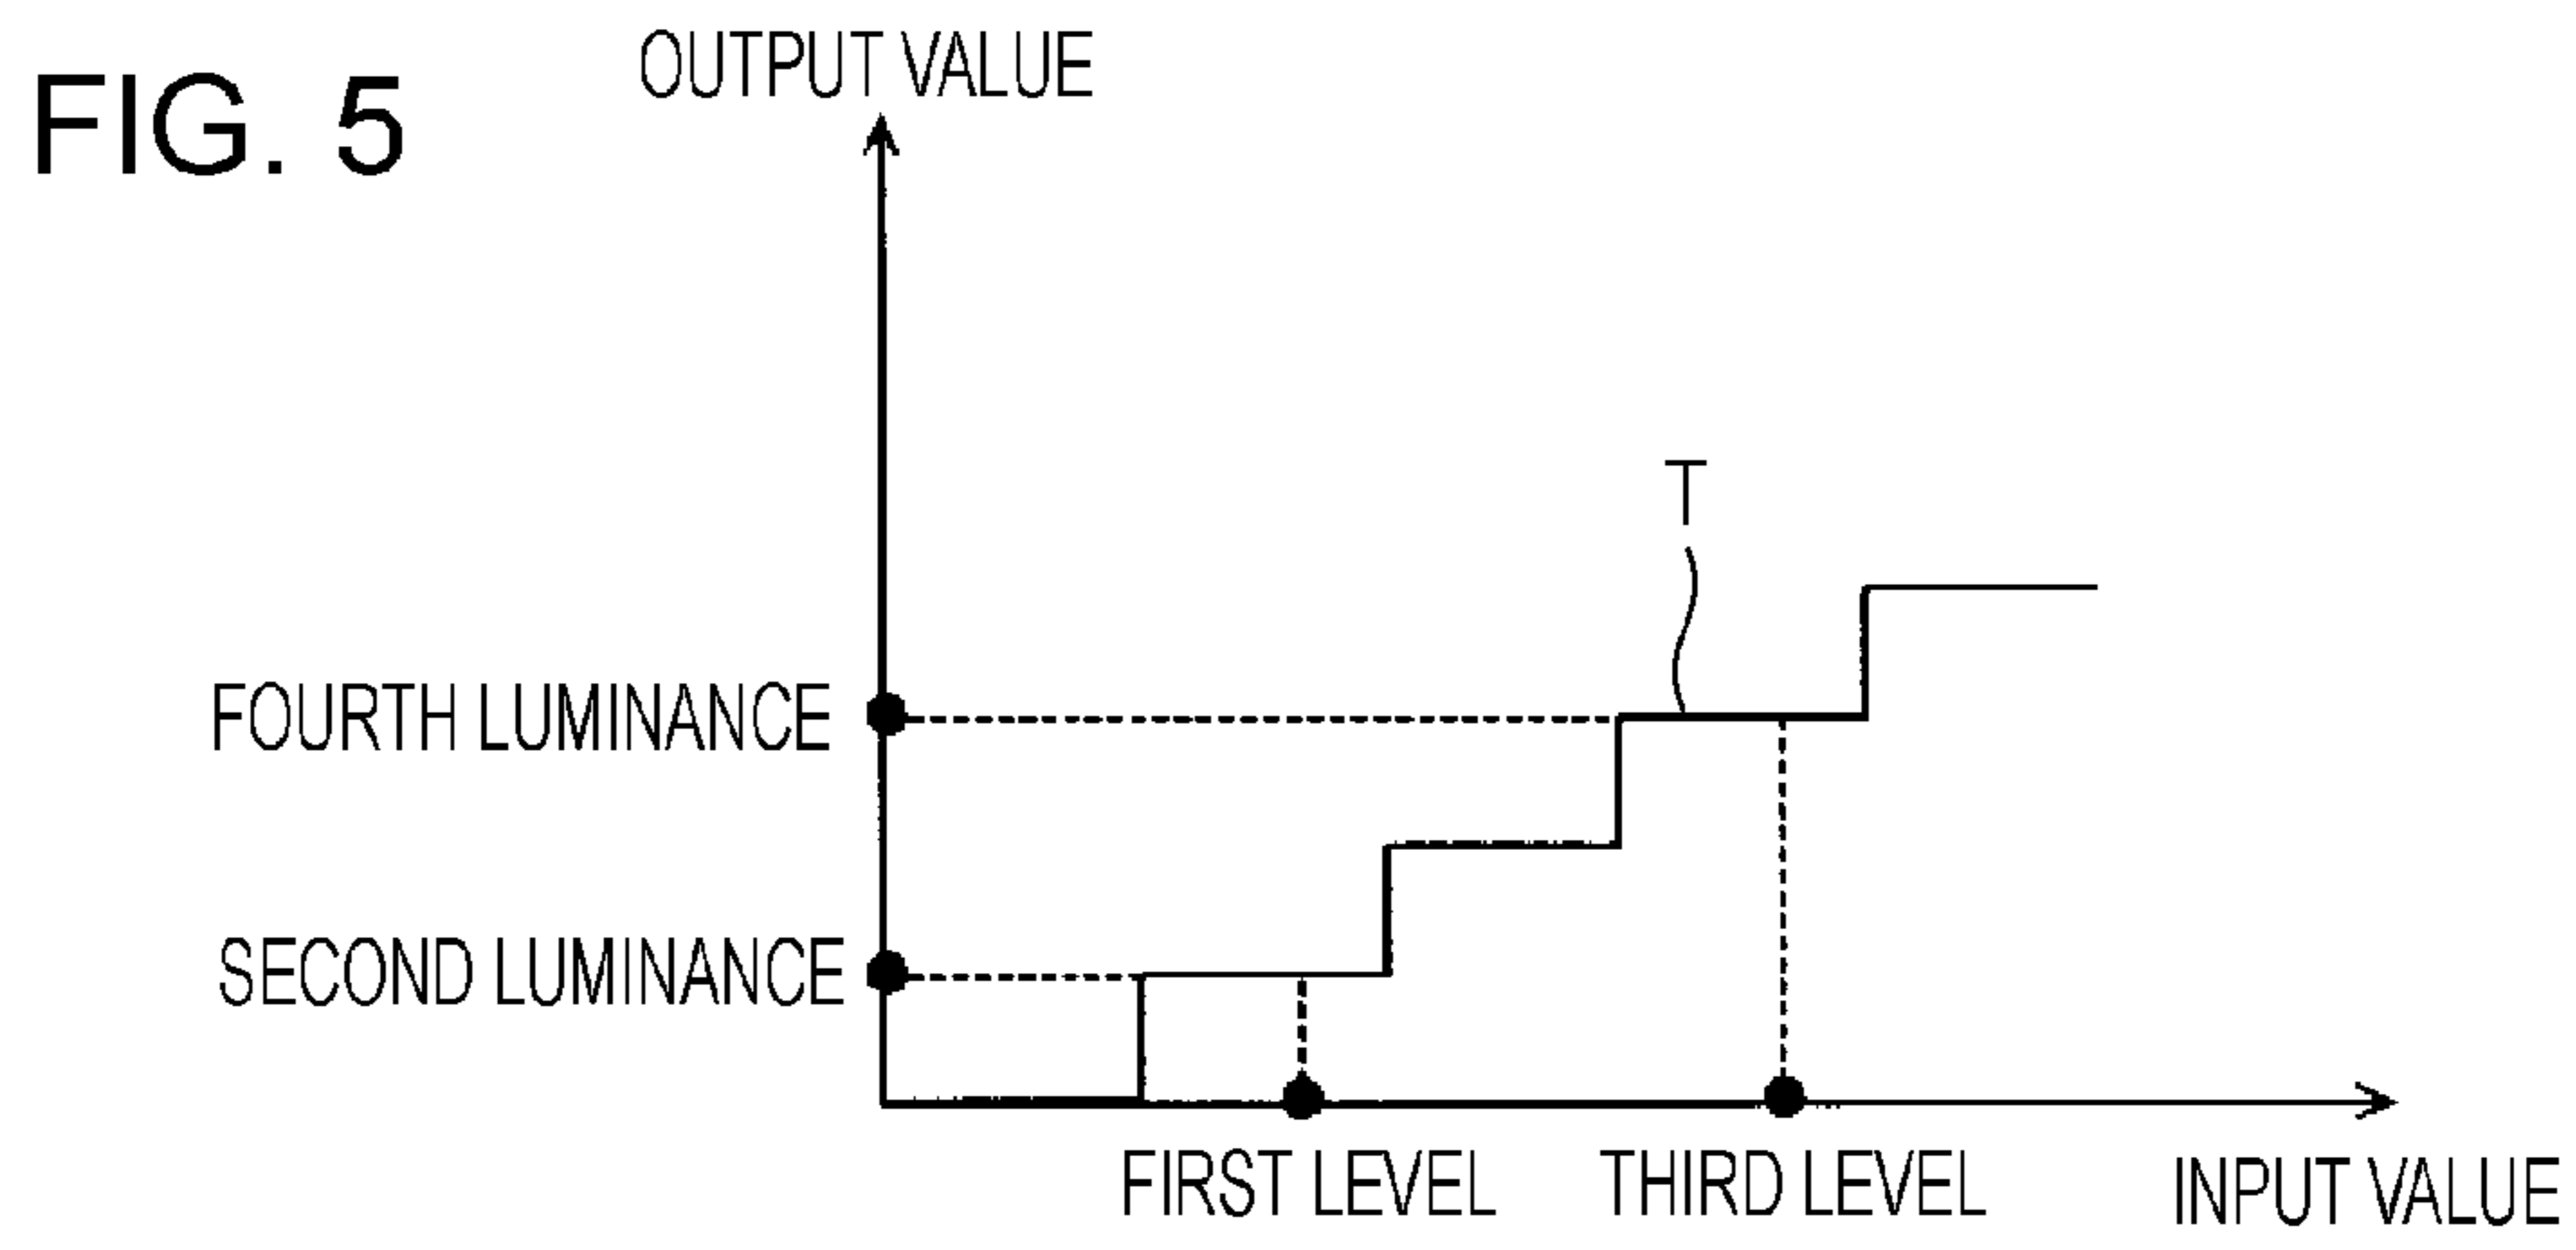 FIG. 5
OUTPUT VALUE
T
FOURTH LUMINANCE
SECOND LUMINANCE
FIRST LEVEL
THIRD LEVEL
INPUT VALUE